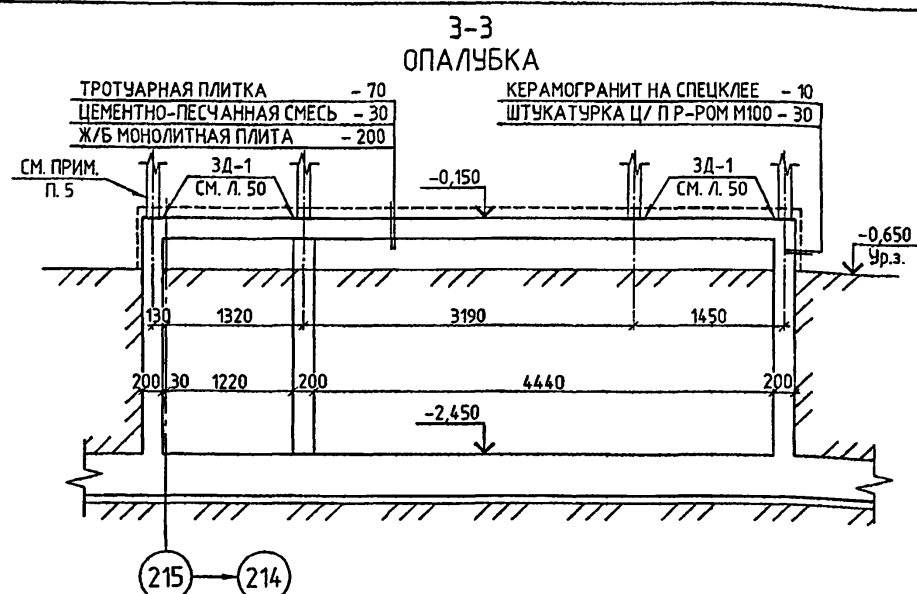 3-3
ОПАЛУБКА
ТРОТУАРНАЯ ПЛИТКА - 70
ЦЕМЕНТНО-ПЕСЧАННАЯ СМЕСЬ - 30
Ж/Б МОНОЛИТНАЯ ПЛИТА - 200
КЕРАМОГРАНИТ НА СПЕЦКЛЕЕ - 10
ШТУКАТУРКА Ц/ П Р-РОМ М100 - 30
СМ. ПРИМ.
П. 5
ЗД-1
СМ. Л. 50
-0,150
ЗД-1
СМ. Л. 50
-0,650
Ур.з.
130 1320 3190 1450
200 30 1220 200 4440 200
-2,450
215 214